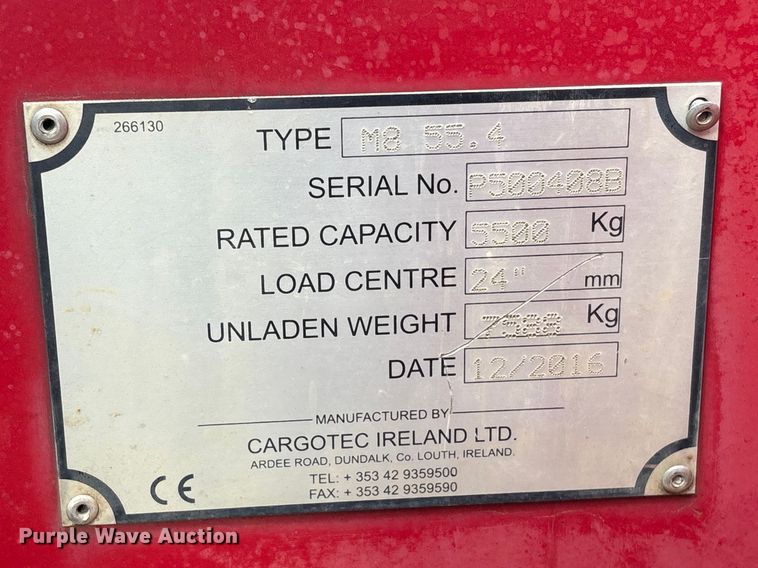 266130
TYPE M8 55.4
SERIAL No. P500408B
RATED CAPACITY 5500 Kg
LOAD CENTRE 24" mm
UNLADEN WEIGHT Kg
DATE 12/2016
MANUFACTURED BY
CARGOTEC IRELAND LTD.
ARDEE ROAD, DUNDALK, Co. LOUTH, IRELAND.
TEL: + 353 42 9359500
FAX: + 353 42 9359590
CE
Purple Wave Auction